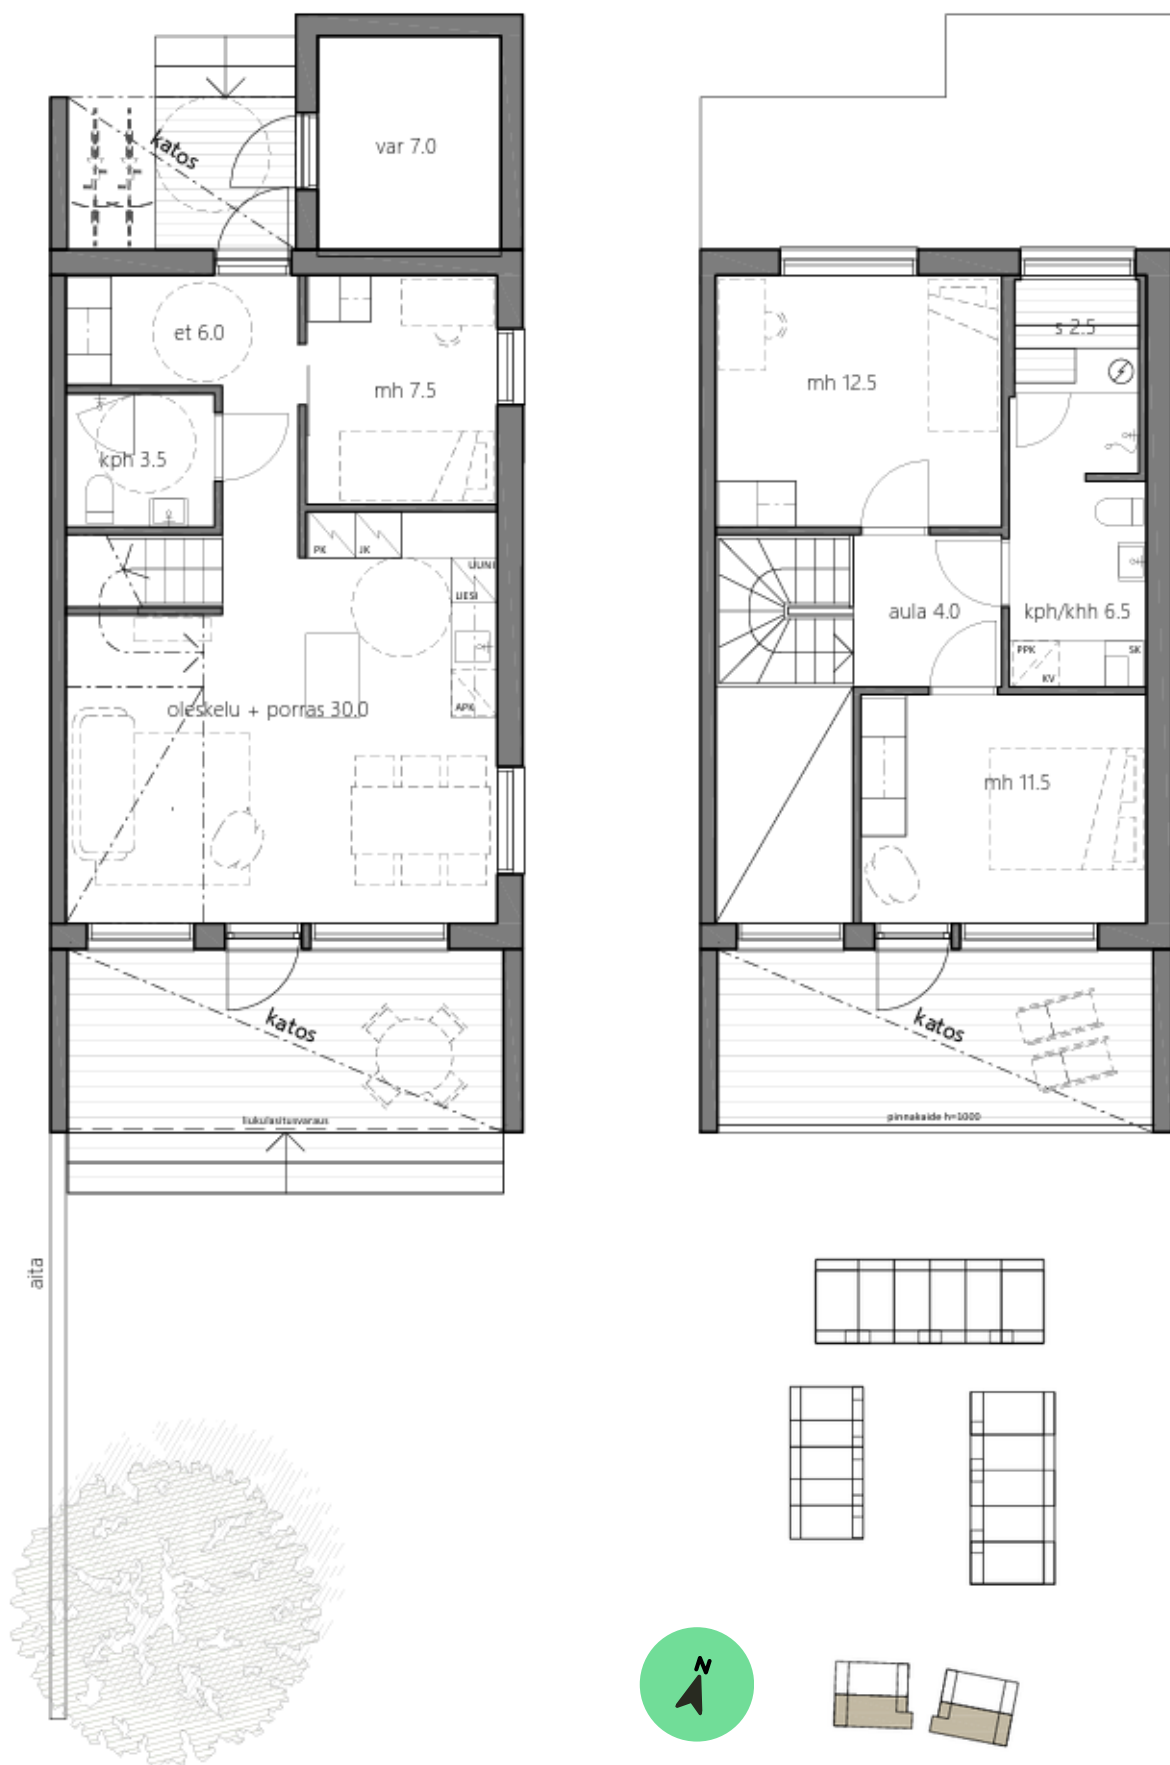 katos
var 7.0
et 6.0
mh 7.5
kph 3.5
PK
JK
LIUNI
LIESI
APK
oleskelu + porras 30.0
katos
liukulasitusvaraus
aita
mh 12.5
s 2.5
aula 4.0
kph/khh 6.5
PPK
KV
SK
mh 11.5
katos
pinnakaide h=1000
N